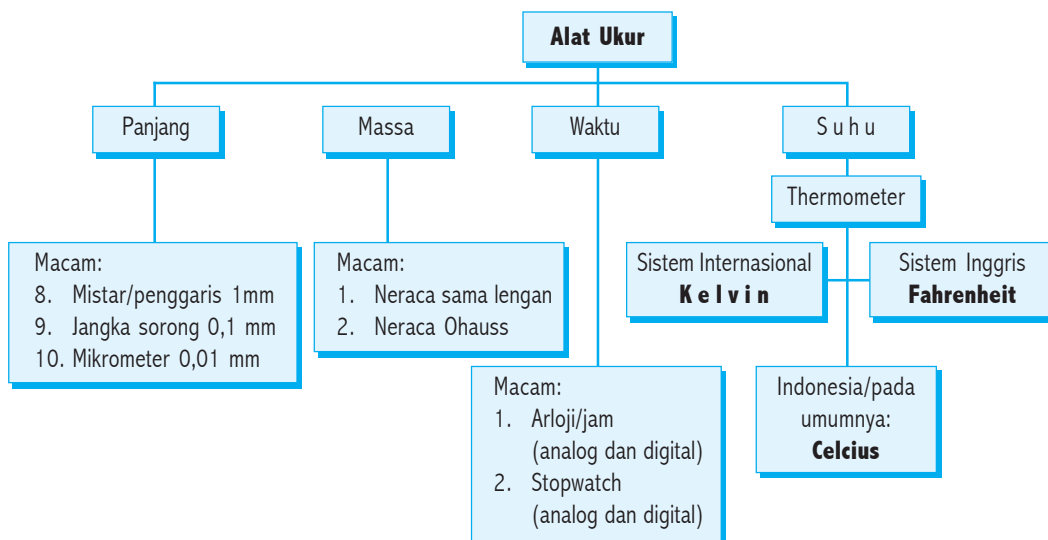 Alat Ukur
Panjang
Massa
Waktu
S u h u
Thermometer
Macam:
8. Mistar/penggaris 1mm
9. Jangka sorong 0,1 mm
10. Mikrometer 0,01 mm
Macam:
1. Neraca sama lengan
2. Neraca Ohauss
Sistem Internasional
K e l v i n
Sistem Inggris
Fahrenheit
Macam:
1. Arloji/jam
(analog dan digital)
2. Stopwatch
(analog dan digital)
Indonesia/pada
umumnya:
Celcius